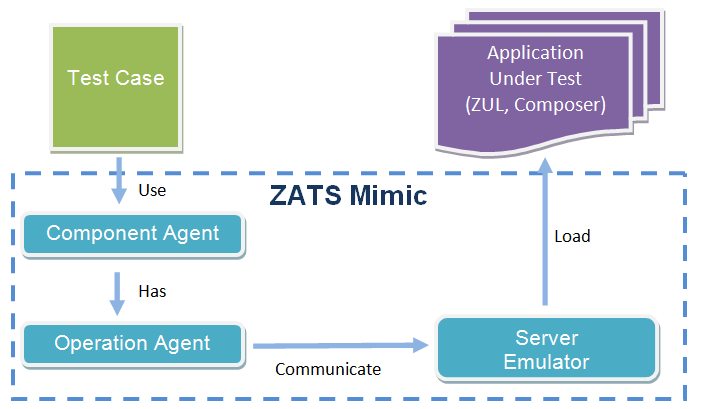 Test Case
Application
Under Test
(ZUL, Composer)
Use
ZATS Mimic
Component Agent
Load
Has
Operation Agent
Server
Emulator
Communicate